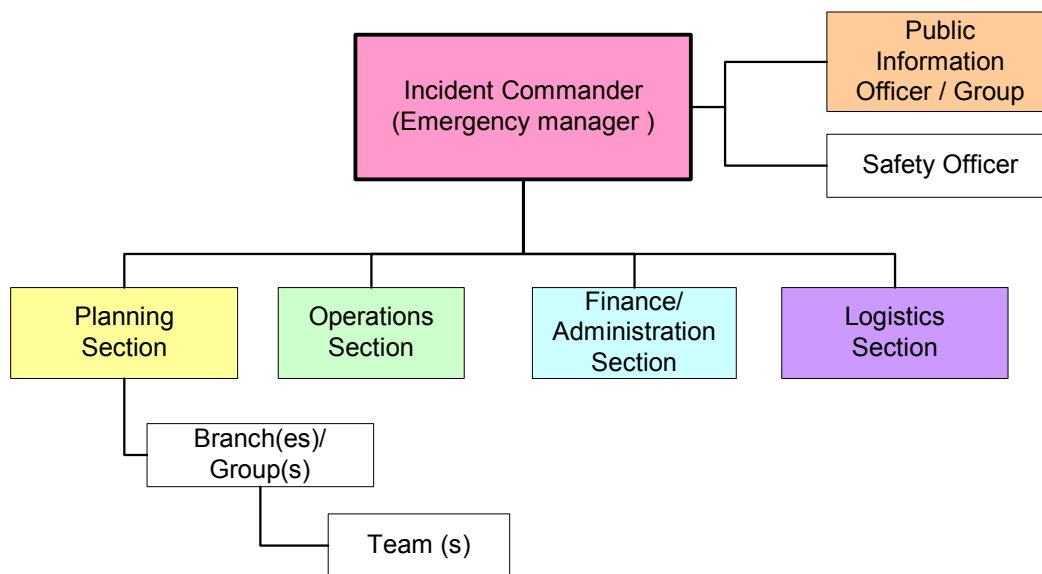 Incident Commander
(Emergency manager )
Public
Information
Officer / Group
Safety Officer
Planning
Section
Operations
Section
Finance/
Administration
Section
Logistics
Section
Branch(es)/
Group(s)
Team (s)